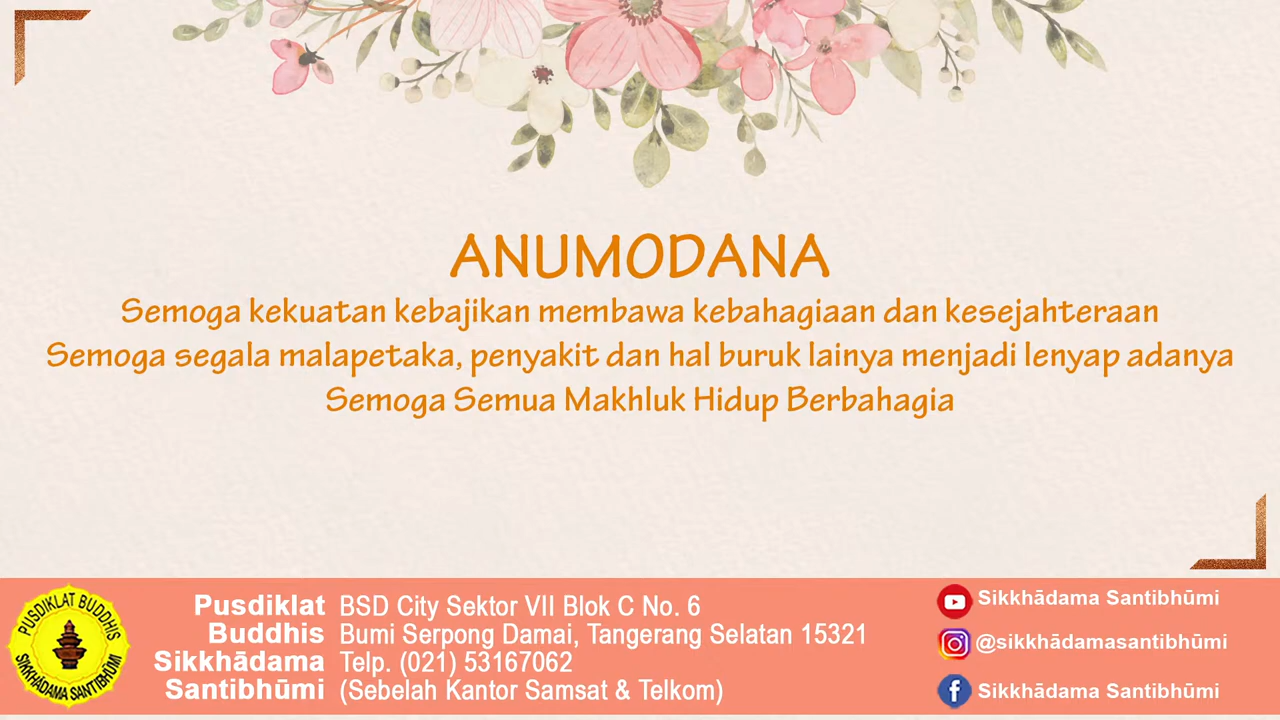 ANUMODANA
Semoga kekuatan kebajikan membawa kebahagiaan dan kesejahteraan
Semoga segala malapetaka, penyakit dan hal buruk lainya menjadi lenyap adanya
Semoga Semua Makhluk Hidup Berbahagia
PUSDIKLAT BUDDHIS
SIKKHĀDAMA SANTIBHŪMI
Pusdiklat
Buddhis
Sikkhādama
Santibhūmi
BSD City Sektor VII Blok C No. 6
Bumi Serpong Damai, Tangerang Selatan 15321
Telp. (021) 53167062
(Sebelah Kantor Samsat & Telkom)
Sikkhādama Santibhūmi
@sikkhādamasantibhūmi
Sikkhādama Santibhūmi